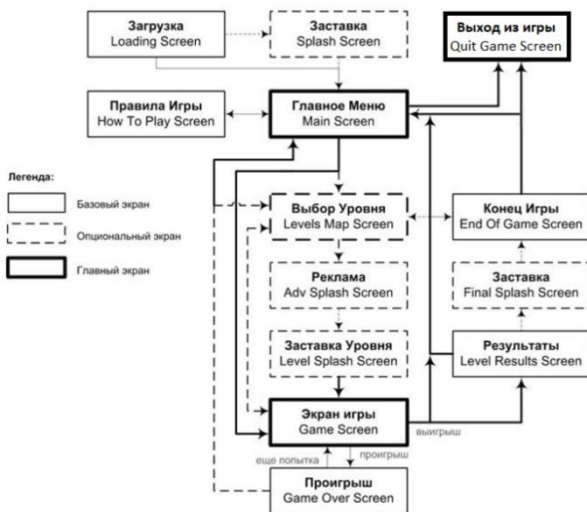 Загрузка
Loading Screen
Заставка
Splash Screen
Выход из игры
Quit Game Screen
Правила Игры
How To Play Screen
Главное Меню
Main Screen
Легенда:
Базовый экран
Опциональный экран
Главный экран
Выбор Уровня
Levels Map Screen
Конец Игры
End Of Game Screen
Реклама
Adv Splash Screen
Заставка
Final Splash Screen
Заставка Уровня
Level Splash Screen
Результаты
Level Results Screen
Экран игры
Game Screen
выигрыш
еще попытка
проигрыш
Проигрыш
Game Over Screen